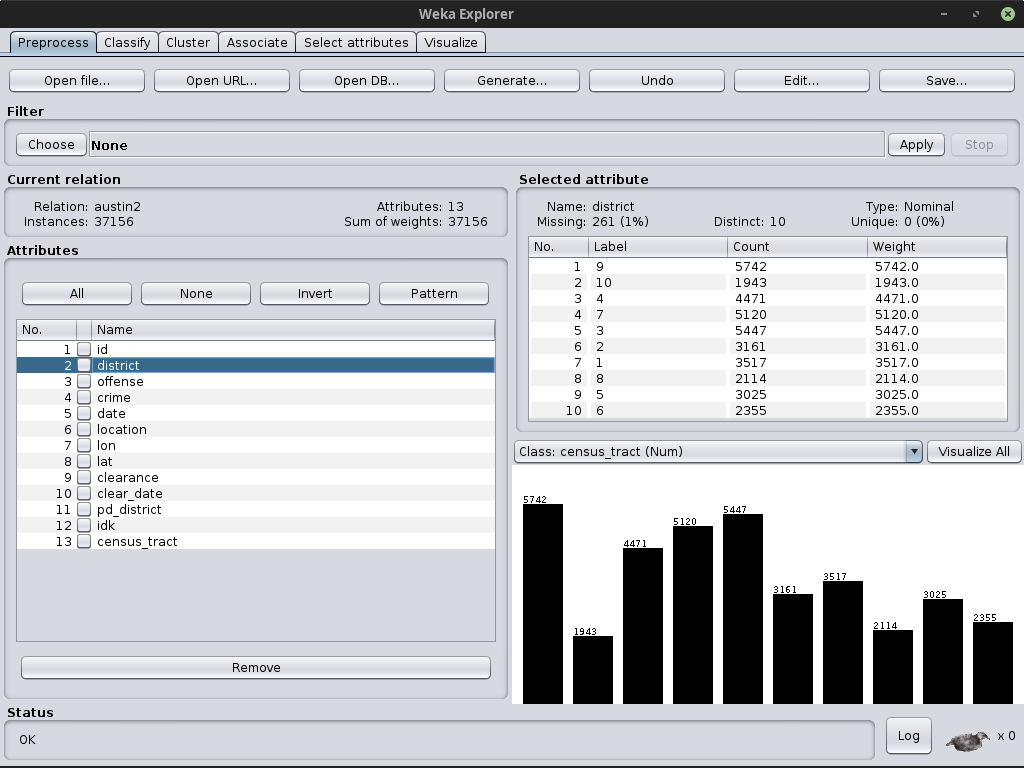 Weka Explorer
Preprocess Classify Cluster Associate Select attributes Visualize
Open file... Open URL... Open DB... Generate... Undo Edit... Save...
Filter
Choose None Apply Stop
Current relation
Relation: austin2 Attributes: 13
Instances: 37156 Sum of weights: 37156
Attributes
All None Invert Pattern
No. Name
1 id
2 district
3 offense
4 crime
5 date
6 location
7 lon
8 lat
9 clearance
10 clear_date
11 pd_district
12 idk
13 census_tract
Remove
Selected attribute
Name: district Type: Nominal
Missing: 261 (1%) Distinct: 10 Unique: 0 (0%)
No. Label Count Weight
1 9 5742 5742.0
2 10 1943 1943.0
3 4 4471 4471.0
4 7 5120 5120.0
5 3 5447 5447.0
6 2 3161 3161.0
7 1 3517 3517.0
8 8 2114 2114.0
9 5 3025 3025.0
10 6 2355 2355.0
Class: census_tract (Num) Visualize All
5742 1943 4471 5120 5447 3161 3517 2114 3025 2355
Status
OK Log x 0